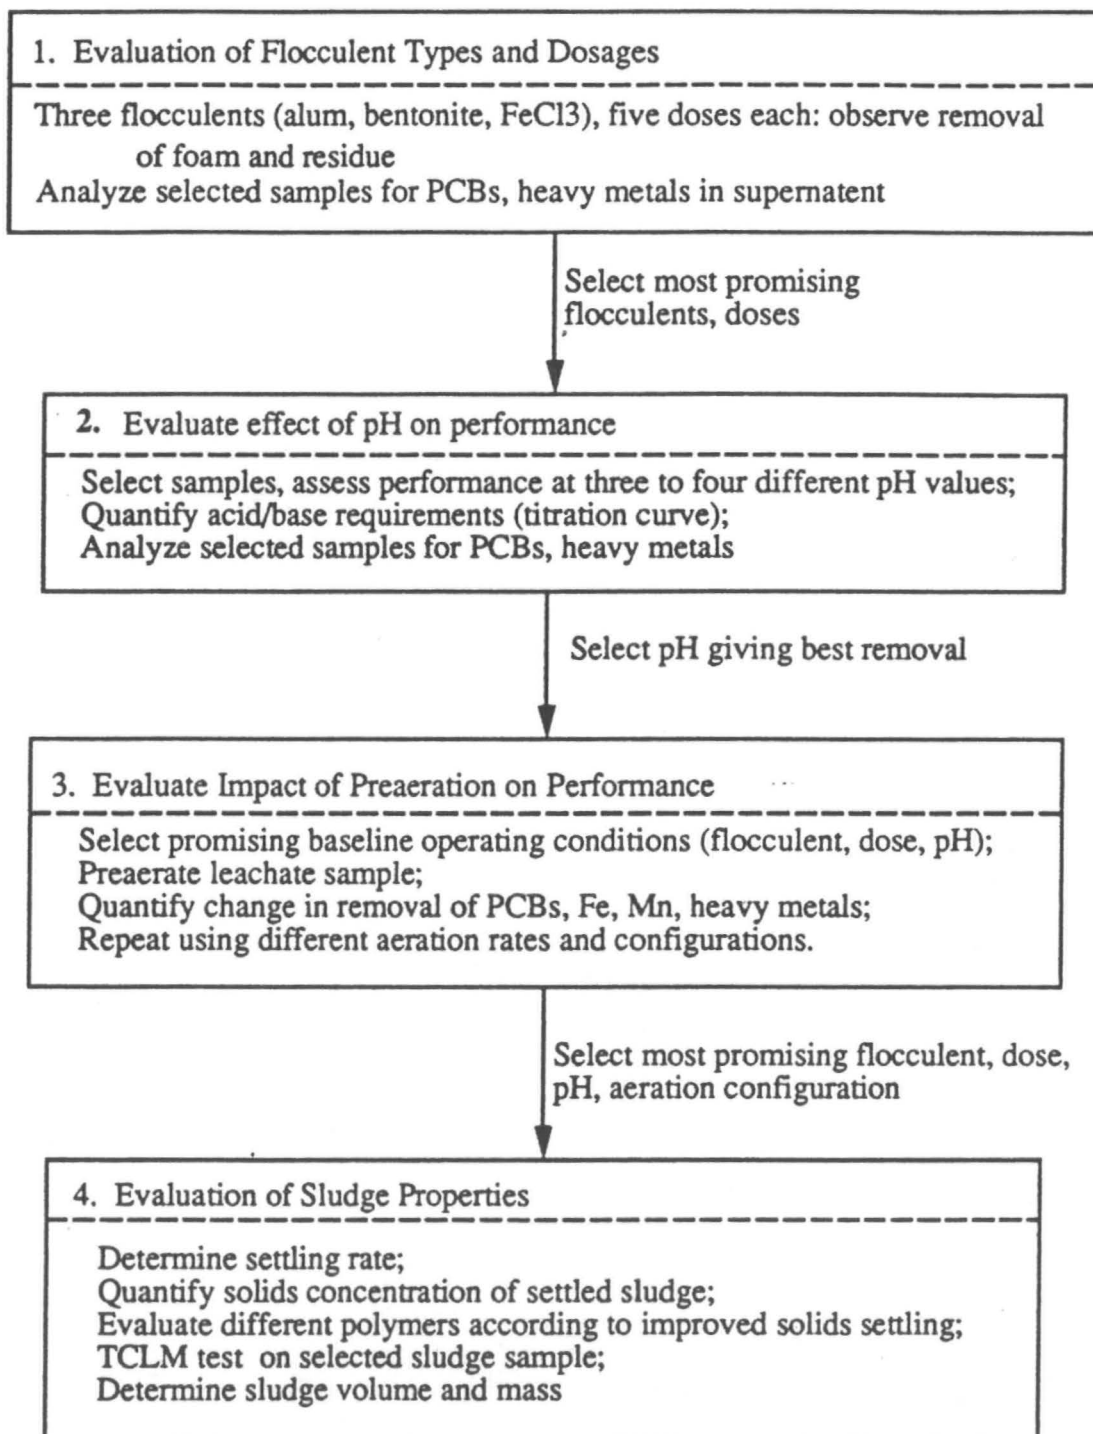 1. Evaluation of Flocculent Types and Dosages
Three flocculents (alum, bentonite, FeCl3), five doses each: observe removal
of foam and residue
Analyze selected samples for PCBs, heavy metals in supernatent
Select most promising
flocculents, doses
2. Evaluate effect of pH on performance
Select samples, assess performance at three to four different pH values;
Quantify acid/base requirements (titration curve);
Analyze selected samples for PCBs, heavy metals
Select pH giving best removal
3. Evaluate Impact of Preaeration on Performance
Select promising baseline operating conditions (flocculent, dose, pH);
Preaerate leachate sample;
Quantify change in removal of PCBs, Fe, Mn, heavy metals;
Repeat using different aeration rates and configurations.
Select most promising flocculent, dose,
pH, aeration configuration
4. Evaluation of Sludge Properties
Determine settling rate;
Quantify solids concentration of settled sludge;
Evaluate different polymers according to improved solids settling;
TCLM test on selected sludge sample;
Determine sludge volume and mass